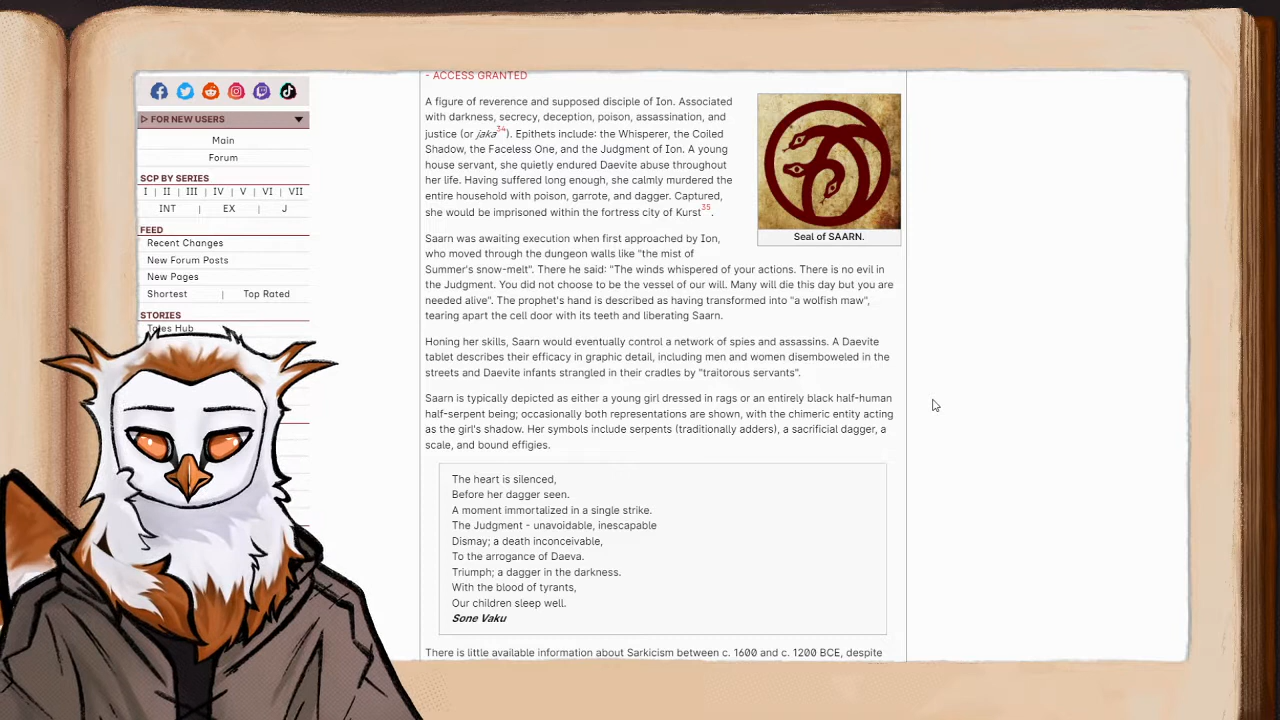 - ACCESS GRANTED
▷ FOR NEW USERS
Main
Forum
SCP BY SERIES
I | II | III | IV | V | VI | VII
INT | EX | J
FEED
Recent Changes
New Forum Posts
New Pages
Shortest | Top Rated
STORIES
Tales Hub
A figure of reverence and supposed disciple of Ion. Associated
with darkness, secrecy, deception, poison, assassination, and
justice (or jaka34). Epithets include: the Whisperer, the Coiled
Shadow, the Faceless One, and the Judgment of Ion. A young
house servant, she quietly endured Daevite abuse throughout
her life. Having suffered long enough, she calmly murdered the
entire household with poison, garrote, and dagger. Captured,
she would be imprisoned within the fortress city of Kurst35.
Seal of SAARN.
Saarn was awaiting execution when first approached by Ion,
who moved through the dungeon walls like "the mist of
Summer's snow-melt". There he said: "The winds whispered of your actions. There is no evil in
the Judgment. You did not choose to be the vessel of our will. Many will die this day but you are
needed alive". The prophet's hand is described as having transformed into "a wolfish maw",
tearing apart the cell door with its teeth and liberating Saarn.
Honing her skills, Saarn would eventually control a network of spies and assassins. A Daevite
tablet describes their efficacy in graphic detail, including men and women disemboweled in the
streets and Daevite infants strangled in their cradles by "traitorous servants".
Saarn is typically depicted as either a young girl dressed in rags or an entirely black half-human
half-serpent being; occasionally both representations are shown, with the chimeric entity acting
as the girl's shadow. Her symbols include serpents (traditionally adders), a sacrificial dagger, a
scale, and bound effigies.
The heart is silenced,
Before her dagger seen.
A moment immortalized in a single strike.
The Judgment - unavoidable, inescapable
Dismay; a death inconceivable,
To the arrogance of Daeva.
Triumph; a dagger in the darkness.
With the blood of tyrants,
Our children sleep well.
Sone Vaku
There is little available information about Sarkicism between c. 1600 and c. 1200 BCE, despite